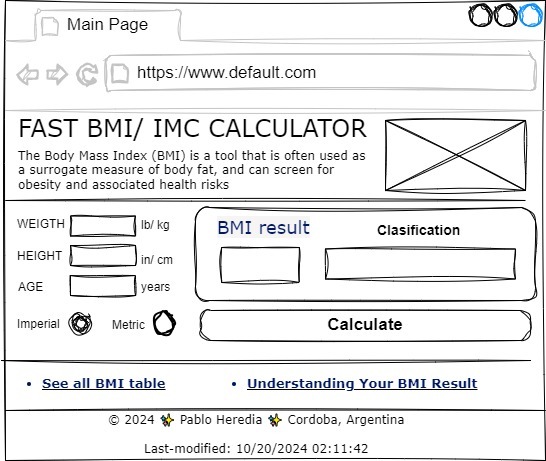 Main Page
https://www.default.com
FAST BMI/ IMC CALCULATOR
The Body Mass Index (BMI) is a tool that is often used as
a surrogate measure of body fat, and can screen for
obesity and associated health risks
WEIGTH lb/ kg
HEIGHT in/ cm
AGE years
Imperial Metric
BMI result Clasification
Calculate
• See all BMI table • Understanding Your BMI Result
© 2024 ✨ Pablo Heredia ✨ Cordoba, Argentina
Last-modified: 10/20/2024 02:11:42